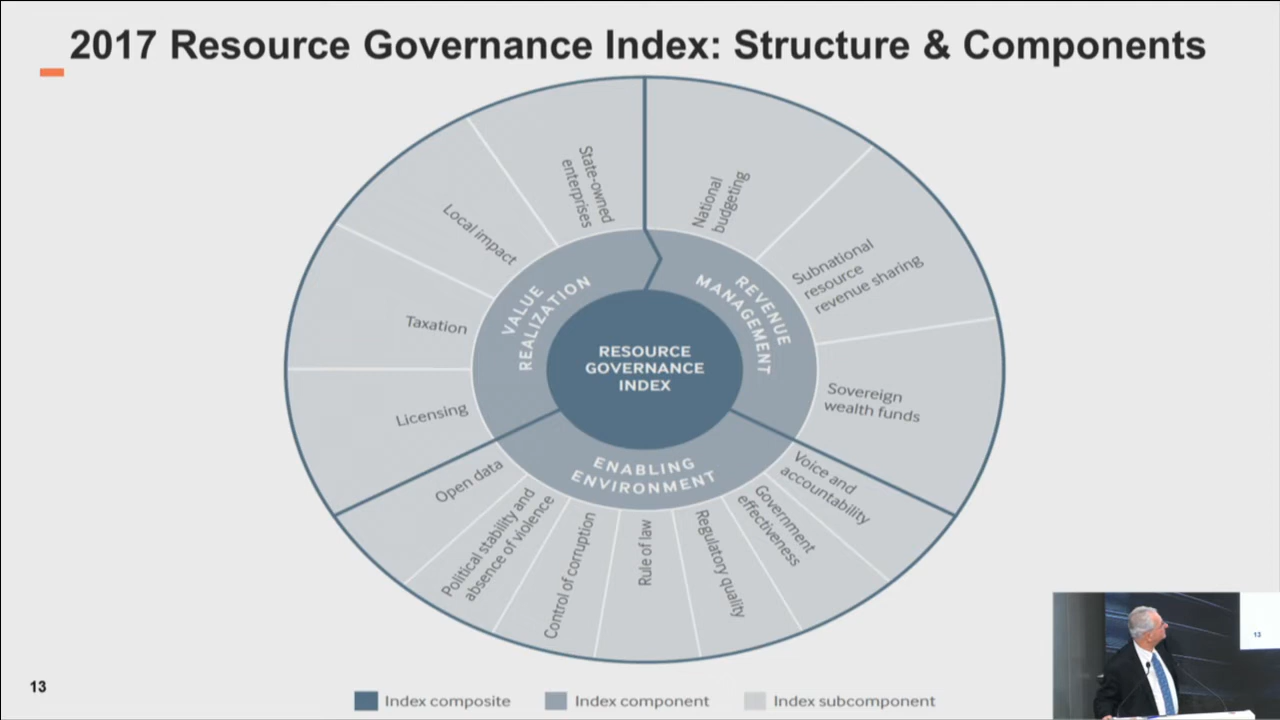 2017 Resource Governance Index: Structure & Components
State-owned
enterprises
National
budgeting
Local impact
Subnational
resource
revenue sharing
VALUE
REALIZATION
REVENUE
MANAGEMENT
Taxation
RESOURCE
GOVERNANCE
INDEX
Licensing
Sovereign
wealth funds
ENABLING
ENVIRONMENT
Open data
Political stability and
absence of violence
Control of corruption
Rule of law
Regulatory quality
Government
effectiveness
Voice and
accountability
13
13
Index composite
Index component
Index subcomponent